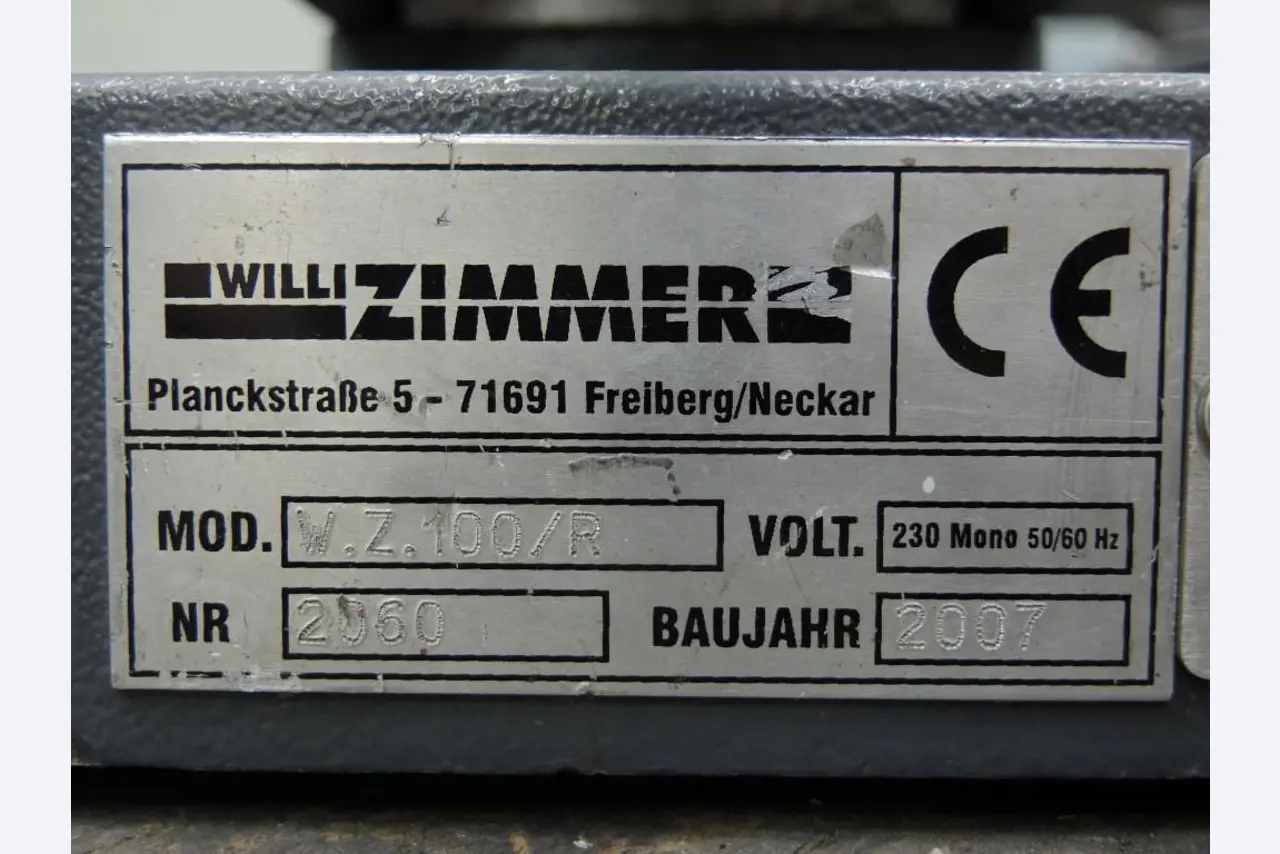 WILLI ZIMMER
Planckstraße 5 - 71691 Freiberg/Neckar
CE
MOD. W.Z.100/R VOLT. 230 Mono 50/60 Hz
NR 2060 BAUJAHR 2007